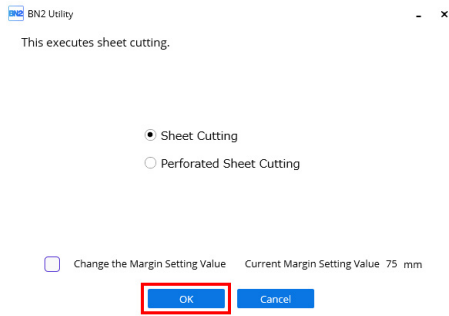 BN2 BN2 Utility
This executes sheet cutting.
Sheet Cutting
Perforated Sheet Cutting
Change the Margin Setting Value Current Margin Setting Value 75 mm
OK Cancel